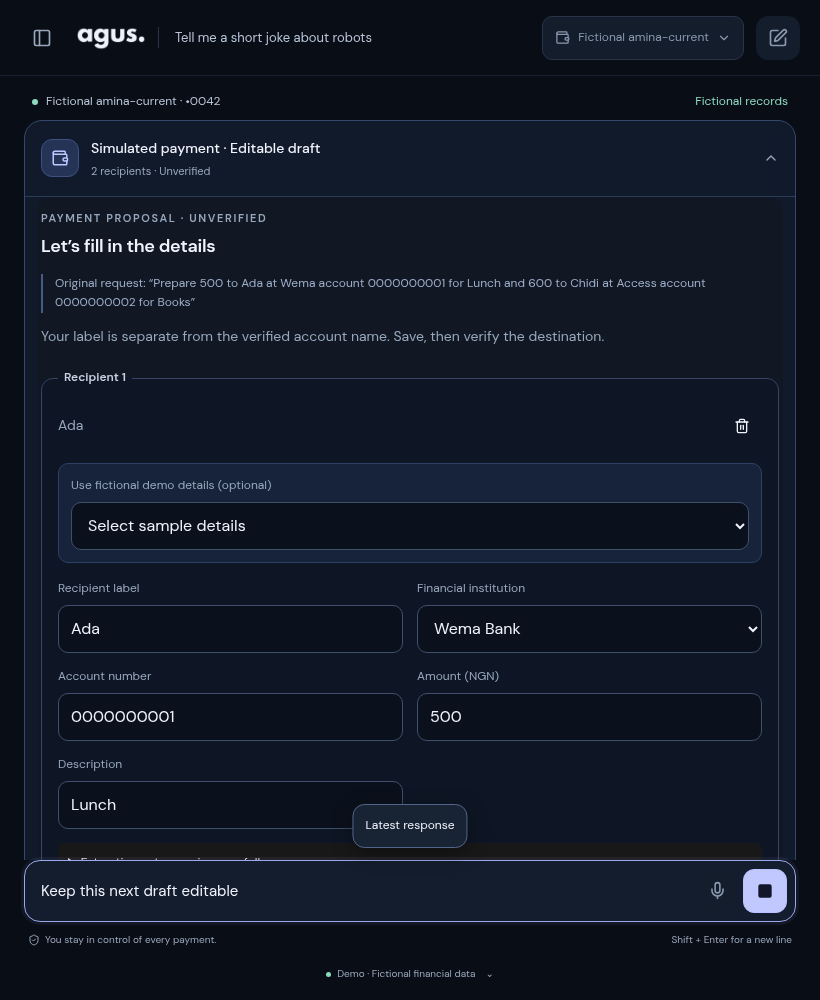 agus.
Tell me a short joke about robots
Fictional amina-current
Fictional amina-current · •0042
Fictional records
Simulated payment · Editable draft
2 recipients · Unverified
PAYMENT PROPOSAL · UNVERIFIED
Let’s fill in the details
Original request: “Prepare 500 to Ada at Wema account 0000000001 for Lunch and 600 to Chidi at Access account
0000000002 for Books”
Your label is separate from the verified account name. Save, then verify the destination.
Recipient 1
Ada
Use fictional demo details (optional)
Select sample details
Recipient label
Financial institution
Ada
Wema Bank
Account number
Amount (NGN)
0000000001
500
Description
Lunch
Latest response
Keep this next draft editable
You stay in control of every payment.
Shift + Enter for a new line
Demo · Fictional financial data